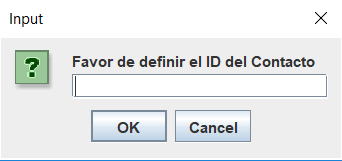 Input
Favor de definir el ID del Contacto
OK
Cancel